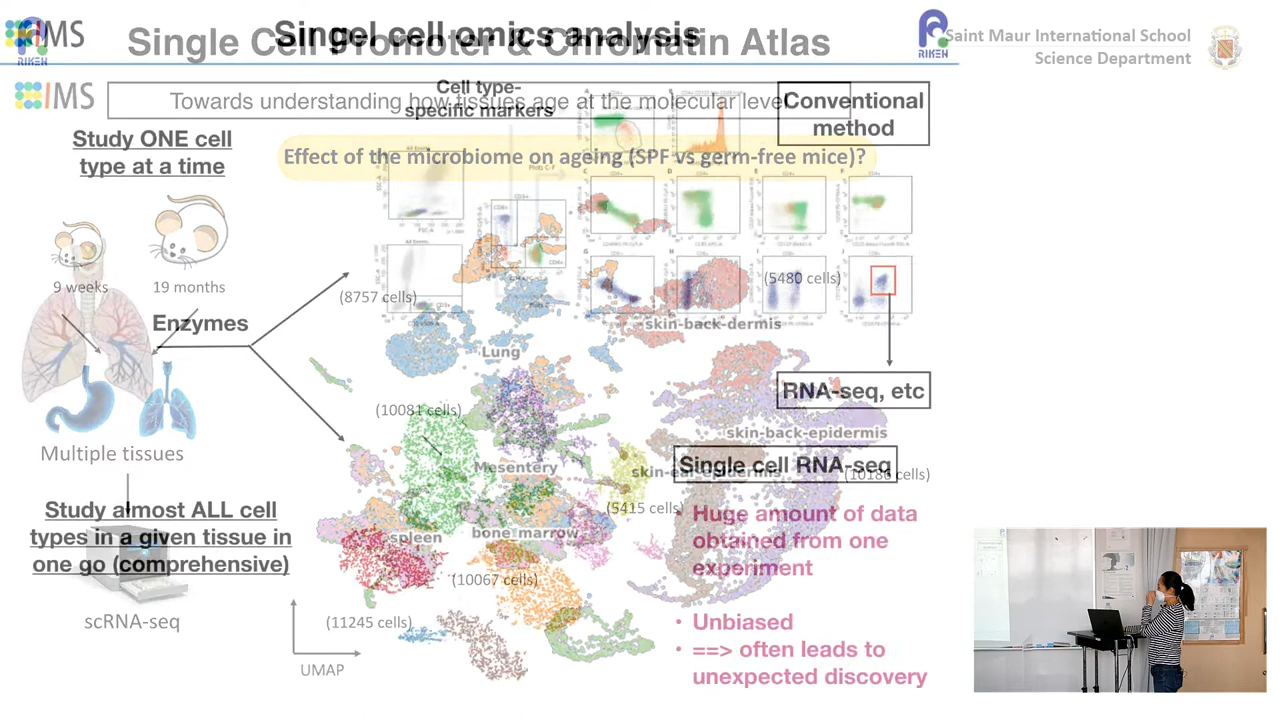 IMS
RIKEN
Singel cell omics analysis
Single Cell Promoter & Chromatin Atlas
RIKEN
Saint Maur International School
Science Department
IMS
Towards understanding how tissues age at the molecular level
Cell type-
specific markers
Conventional
method
Study ONE cell
type at a time
Effect of the microbiome on ageing (SPF vs germ-free mice)?
9 weeks
19 months
Enzymes
(8757 cells)
(5480 cells)
skin-back-dermis
Lung
RNA-seq, etc
(10081 cells)
skin-back-epidermis
Multiple tissues
Mesentery
skin-ear-epidermis
Single cell RNA-seq
(10186 cells)
Study almost ALL cell
types in a given tissue in
one go (comprehensive)
(5415 cells)
• Huge amount of data
obtained from one
experiment
spleen
bone marrow
(10067 cells)
scRNA-seq
(11245 cells)
• Unbiased
• ==> often leads to
unexpected discovery
UMAP